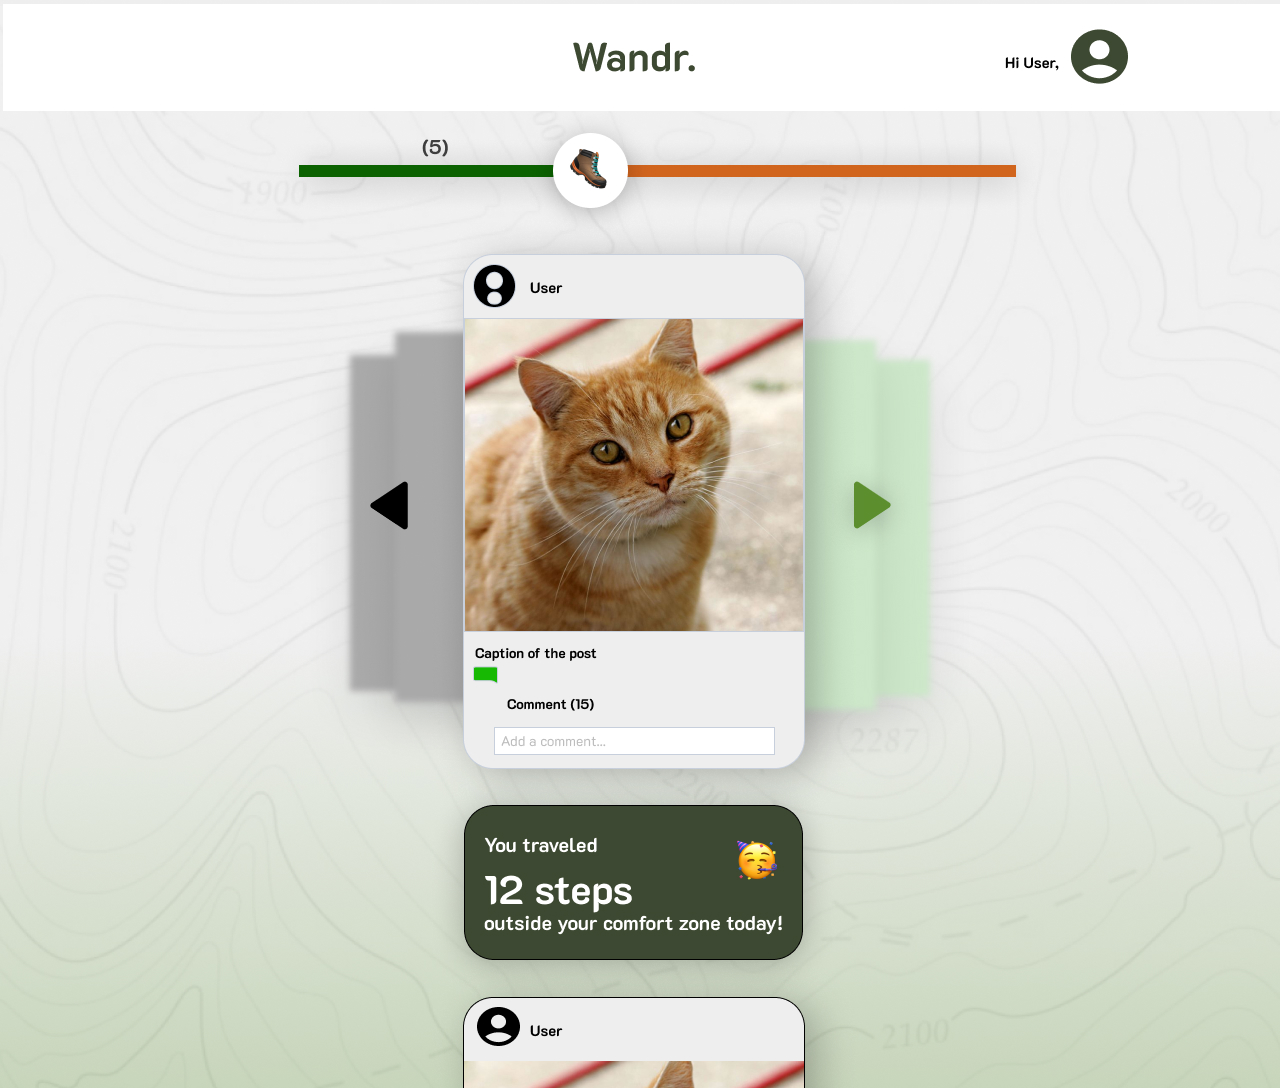 Wandr.
Hi User,
(5)
1900
User
2100
2000
Caption of the post
Comment (15)
Add a comment...
2287
2200
You traveled
12 steps
outside your comfort zone today!
User
2100